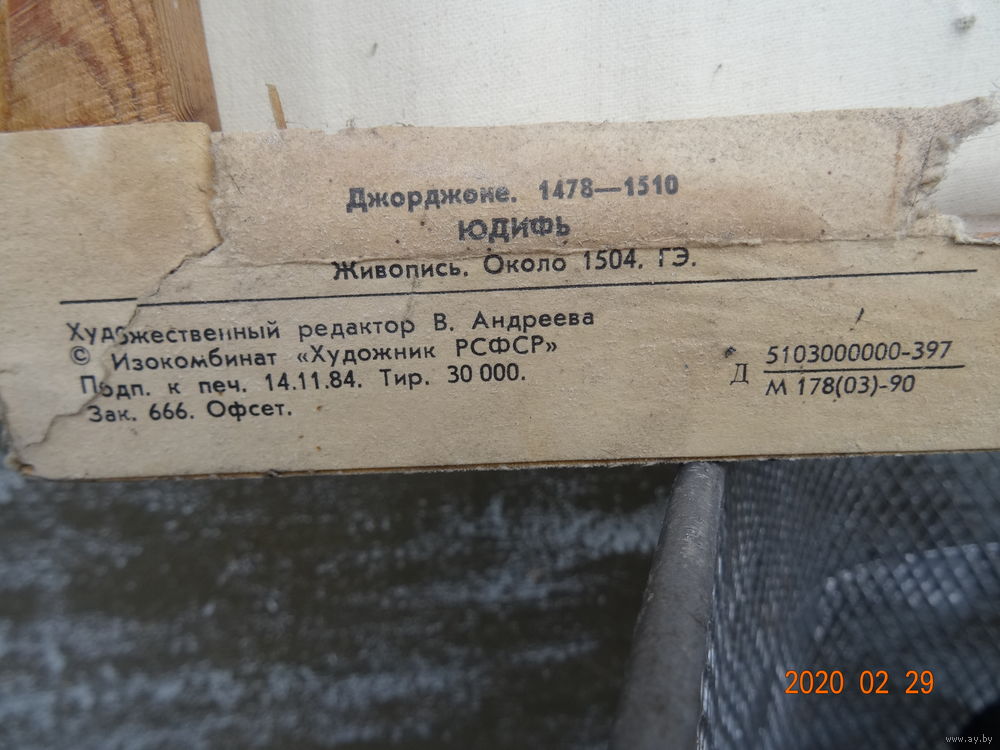 Джорджоне. 1478—1510
ЮДИФЬ
Живопись. Около 1504. ГЭ.
Художественный редактор В. Андреева
© Изокомбинат «Художник РСФСР»
Подп. к печ. 14.11.84. Тир. 30 000.
Зак. 666. Офсет.
Д 5103000000-397
М 178(03)-90
2020 02 29
www.ay.by